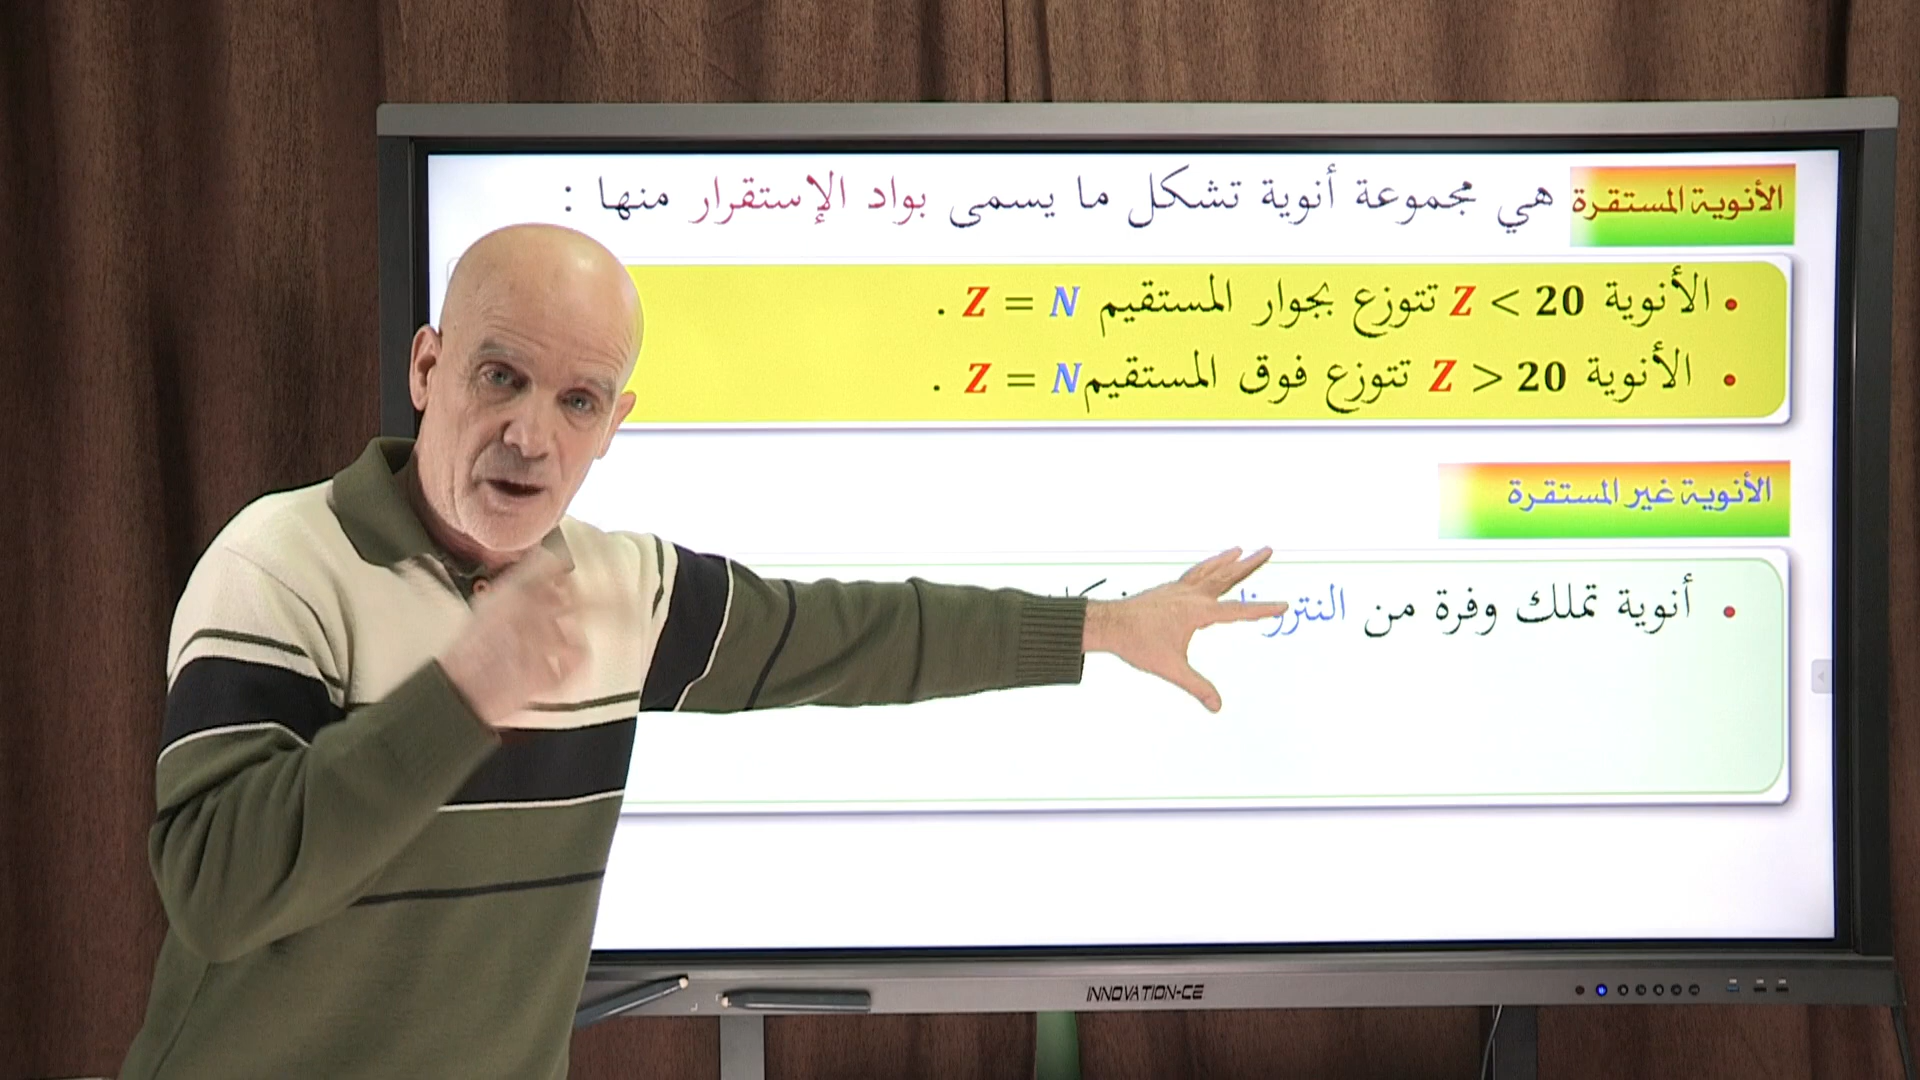 الأنوية المستقرة هي مجموعة أنوية تشكل ما يسمى بواد الإستقرار منها :
• الأنوية Z < 20 تتوزع بجوار المستقيم Z = N .
• الأنوية Z > 20 تتوزع فوق المستقيم Z = N .
الأنوية غير المستقرة
• أنوية تملك وفرة من
INNOVATION-CE